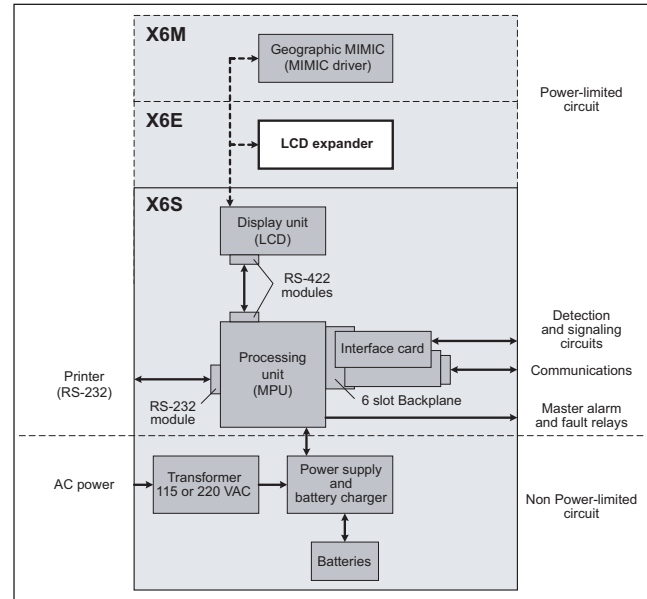 X6M
Geographic MIMIC
(MIMIC driver)
Power-limited
circuit
X6E
LCD expander
X6S
Display unit
(LCD)
RS-422
modules
Detection
and signaling
circuits
Interface card
Processing
unit
(MPU)
Communications
Printer
(RS-232)
RS-232
module
6 slot Backplane
Master alarm
and fault relays
AC power
Transformer
115 or 220 VAC
Power supply
and
battery charger
Non Power-limited
circuit
Batteries